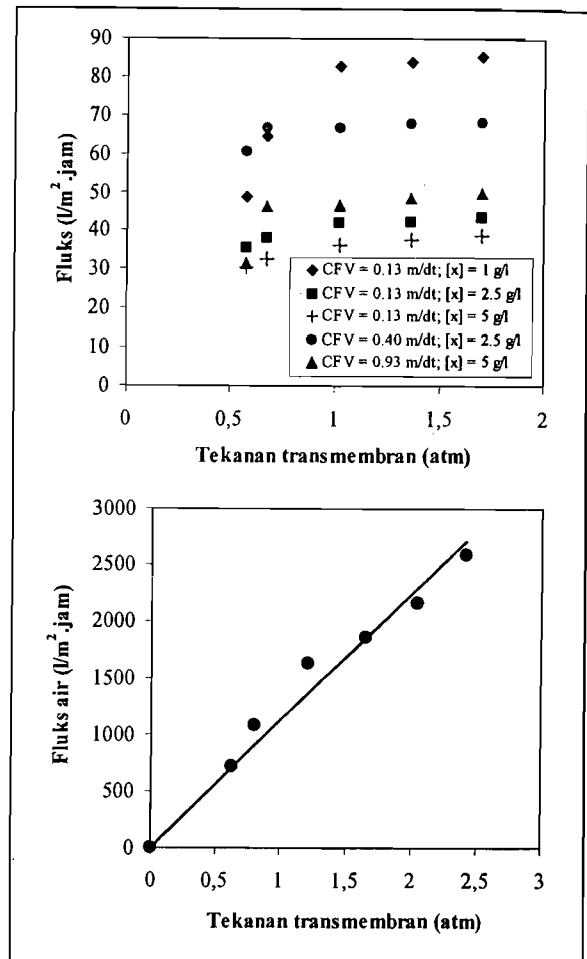 90
80
70
60
50
40
30
20
10
0
Fluks (l/m².jam)
CFV = 0.13 m/dt; [x] = 1 g/l
CFV = 0.13 m/dt; [x] = 2.5 g/l
CFV = 0.13 m/dt; [x] = 5 g/l
CFV = 0.40 m/dt; [x] = 2.5 g/l
CFV = 0.93 m/dt; [x] = 5 g/l
0 0,5 1 1,5 2
Tekanan transmembran (atm)
3000
2500
2000
1500
1000
500
0
Fluks air (l/m².jam)
0 0,5 1 1,5 2 2,5 3
Tekanan transmembran (atm)